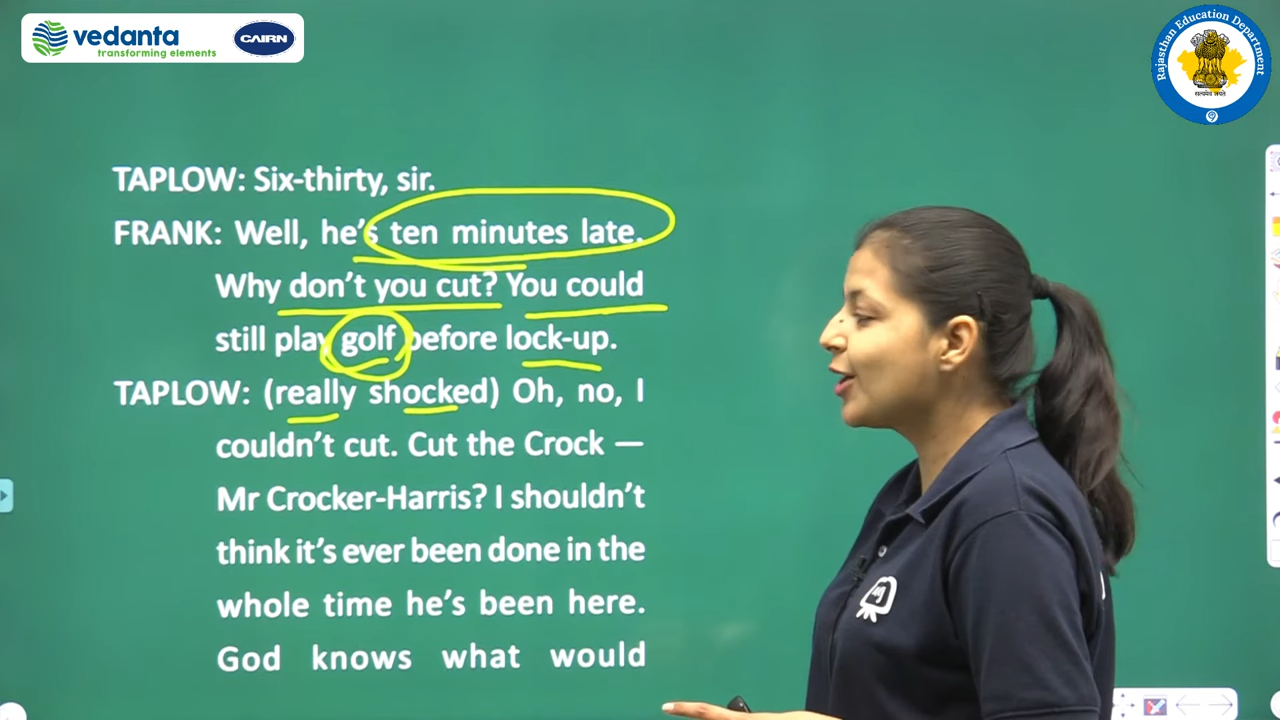 vedanta
transforming elements
CAIRN
Rajasthan Education Department
सत्यमेव जयते
TAPLOW: Six-thirty, sir.
FRANK: Well, he's ten minutes late.
Why don't you cut? You could
still play golf before lock-up.
TAPLOW: (really shocked) Oh, no, I
couldn't cut. Cut the Crock —
Mr Crocker-Harris? I shouldn't
think it's ever been done in the
whole time he's been here.
God knows what would